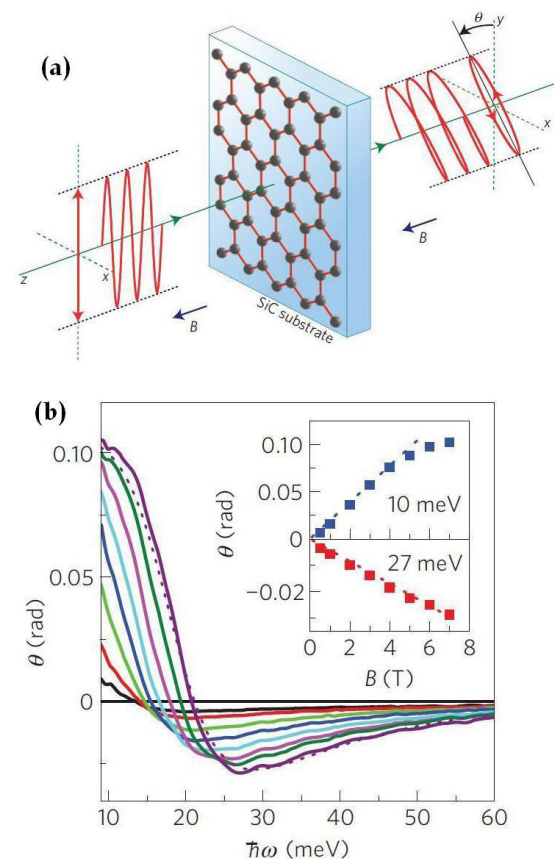 (a)
θ
y
x
z
x
B
B
SiC substrate
(b)
θ (rad)
0.10
0.05
0
10
20
30
40
50
60
ħω (meV)
θ (rad)
0.10
0.05
0
−0.02
10 meV
27 meV
0 2 4 6 8
B (T)